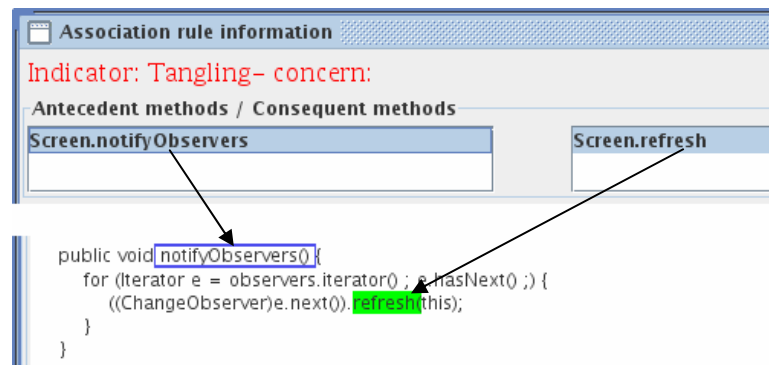 Association rule information
Indicator: Tangling- concern:
Antecedent methods / Consequent methods
Screen.notifyObservers Screen.refresh
public void notifyObservers() {
for (Iterator e = observers.iterator() ; e.hasNext() ;) {
((ChangeObserver)e.next()).refresh(this);
}
}